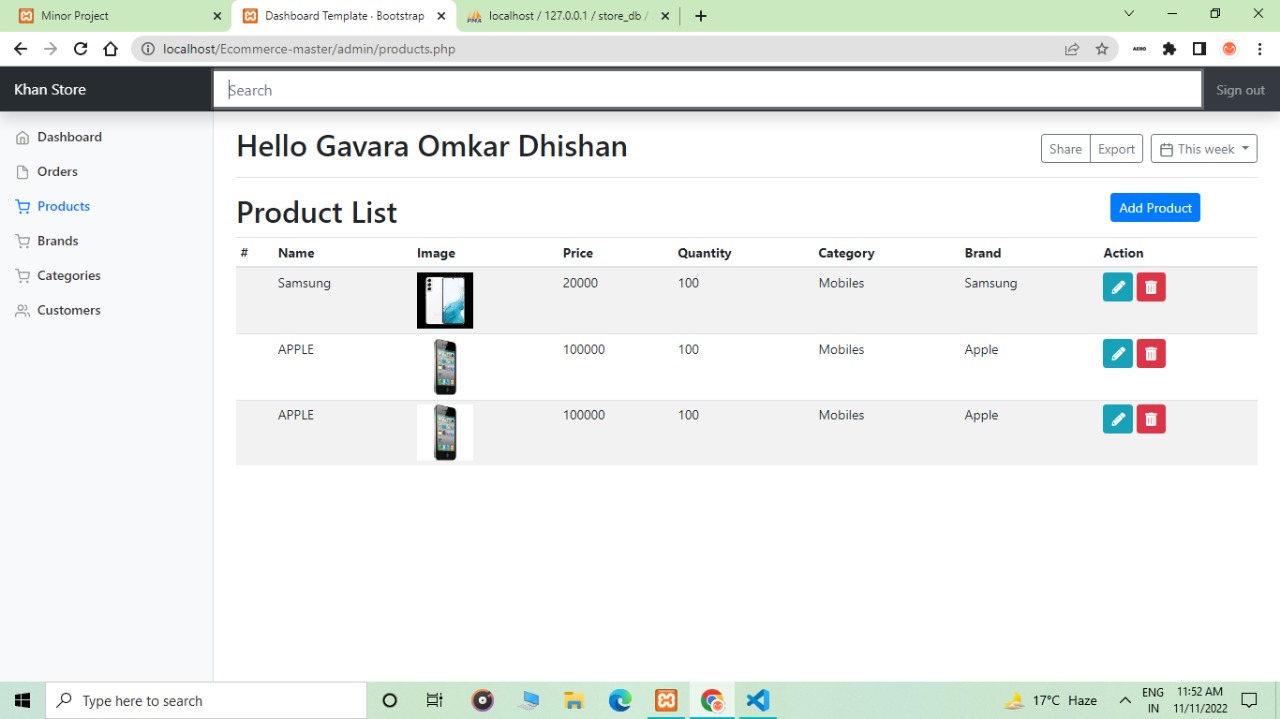 Minor Project
Dashboard Template · Bootstrap
localhost / 127.0.0.1 / store_db /
localhost/Ecommerce-master/admin/products.php
AERO
Khan Store
Search
Sign out
Dashboard
Orders
Products
Brands
Categories
Customers
Hello Gavara Omkar Dhishan
Share
Export
This week
Product List
Add Product
# Name Image Price Quantity Category Brand Action
Samsung 20000 100 Mobiles Samsung
APPLE 100000 100 Mobiles Apple
APPLE 100000 100 Mobiles Apple
Type here to search
17°C Haze
ENG
IN
11:52 AM
11/11/2022